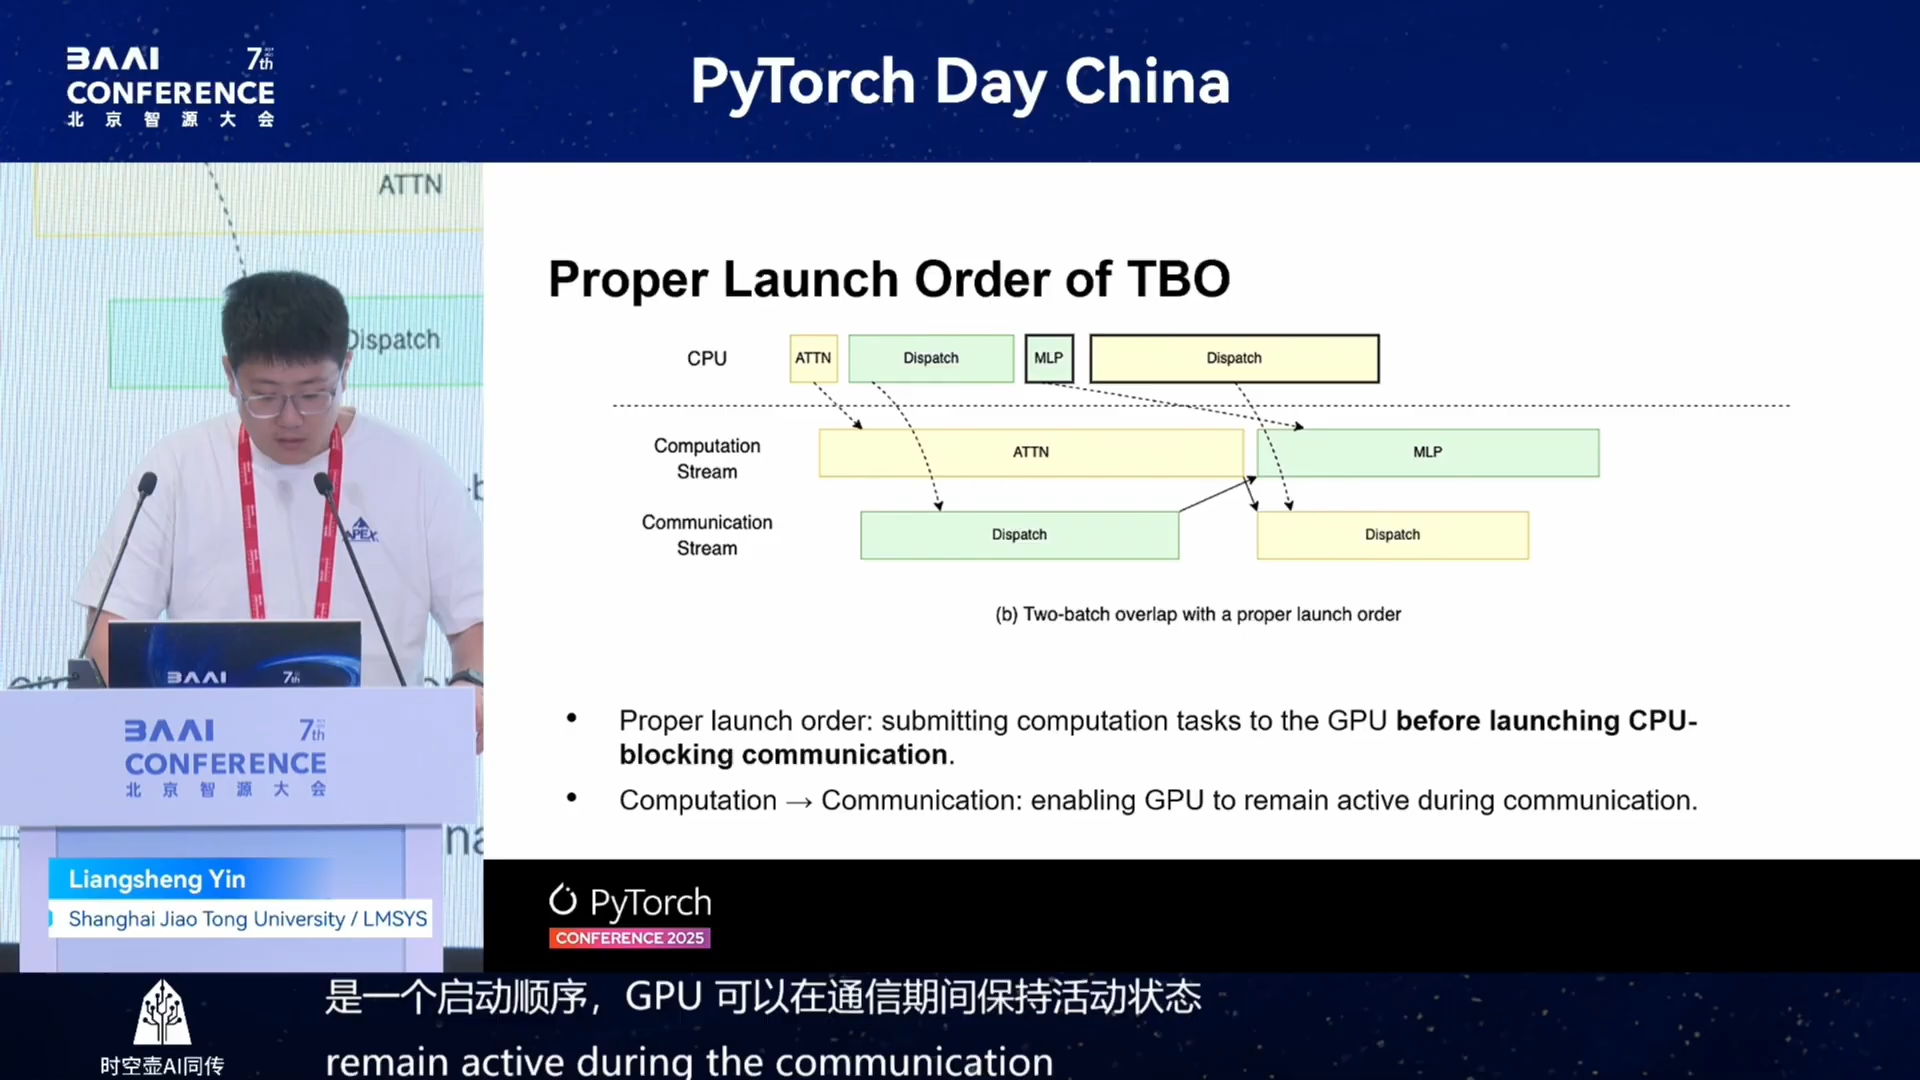 BAAI 7th
CONFERENCE
北京智源大会
PyTorch Day China
ATTN
Dispatch
APEX
BAAI 7th
BAAI 7th
CONFERENCE
北京智源大会
Liangsheng Yin
Shanghai Jiao Tong University / LMSYS
Proper Launch Order of TBO
CPU ATTN Dispatch MLP Dispatch
Computation
Stream
ATTN MLP
Communication
Stream
Dispatch Dispatch
(b) Two-batch overlap with a proper launch order
• Proper launch order: submitting computation tasks to the GPU before launching CPU-
blocking communication.
• Computation → Communication: enabling GPU to remain active during communication.
PyTorch
CONFERENCE 2025
时空壶AI同传
是一个启动顺序，GPU 可以在通信期间保持活动状态
remain active during the communication